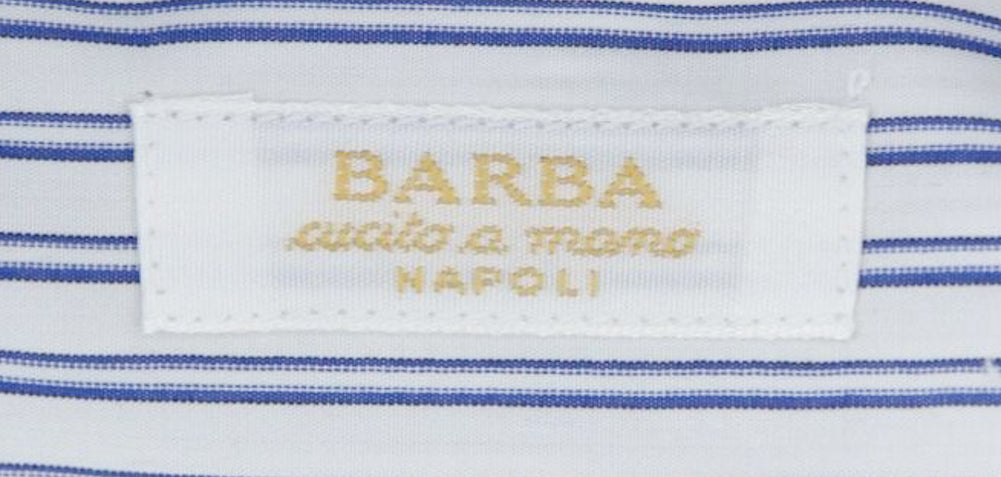 BARBA
cucito a mano
NAPOLI